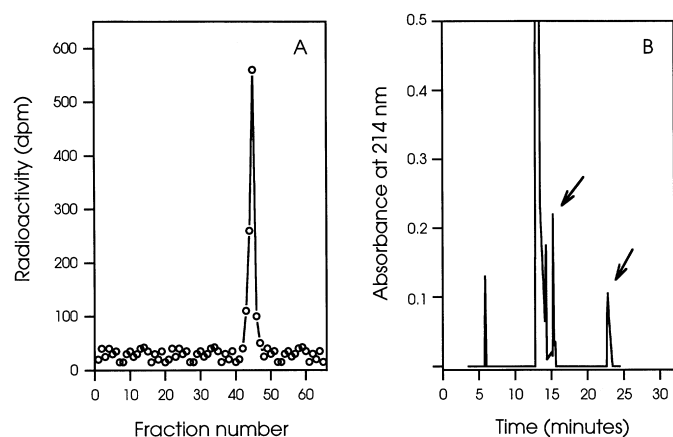 A
Radioactivity (dpm)
600
500
400
300
200
100
0
0 10 20 30 40 50 60
Fraction number
B
Absorbance at 214 nm
0.5
0.4
0.3
0.2
0.1
0 5 10 15 20 25 30
Time (minutes)